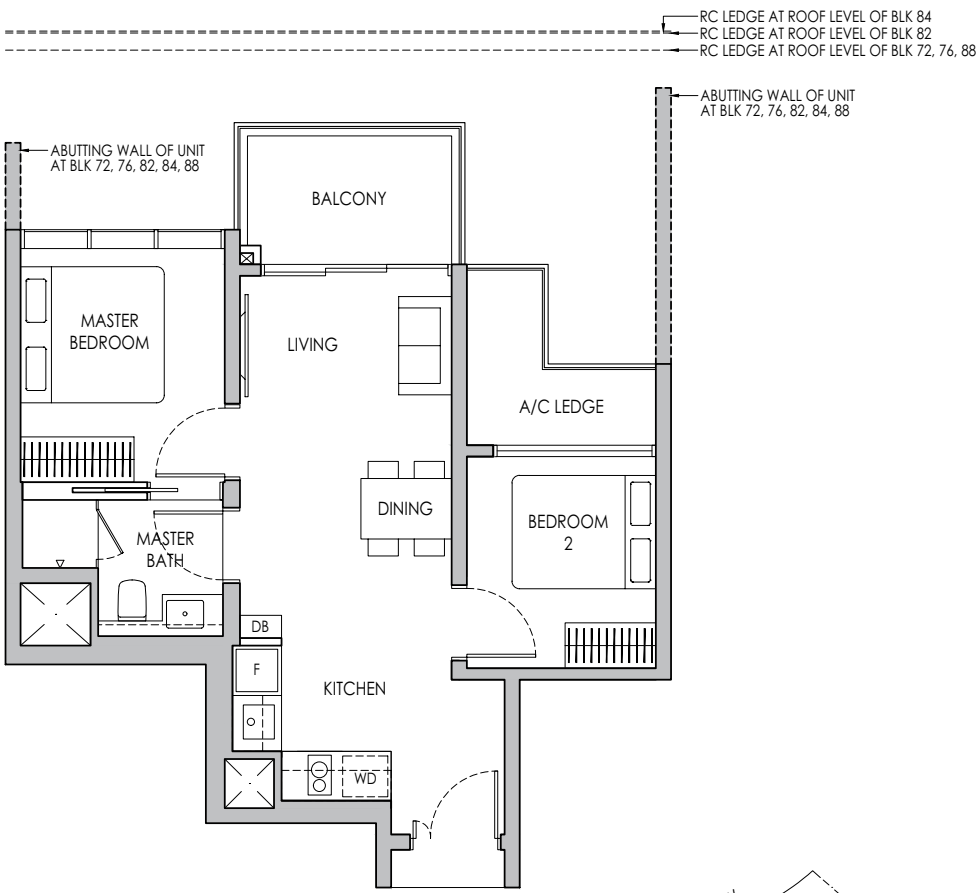 RC LEDGE AT ROOF LEVEL OF BLK 84
RC LEDGE AT ROOF LEVEL OF BLK 82
RC LEDGE AT ROOF LEVEL OF BLK 72, 76, 88
ABUTTING WALL OF UNIT
AT BLK 72, 76, 82, 84, 88
ABUTTING WALL OF UNIT
AT BLK 72, 76, 82, 84, 88
BALCONY
MASTER
BEDROOM
LIVING
A/C LEDGE
DINING
BEDROOM
2
MASTER
BATH
DB
F
KITCHEN
WD